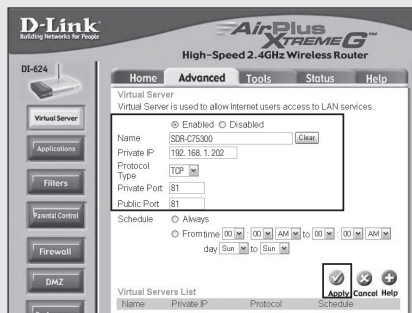 D-Link
Building Networks for People
AirPlus
XTREME G™
High-Speed 2.4GHz Wireless Router
DI-624
Home Advanced Tools Status Help
Virtual Server
Applications
Filters
Parental Control
Firewall
DMZ
Virtual Server
Virtual Server is used to allow Internet users access to LAN services.
Enabled Disabled
Name SDR-C75300 Clear
Private IP 192.168.1.202
Protocol Type TCP
Private Port 81
Public Port 81
Schedule Always
From time 00 : 00 AM to 00 : 00 AM
day Sun to Sun
Apply Cancel Help
Virtual Servers List
Name Private IP Protocol Schedule